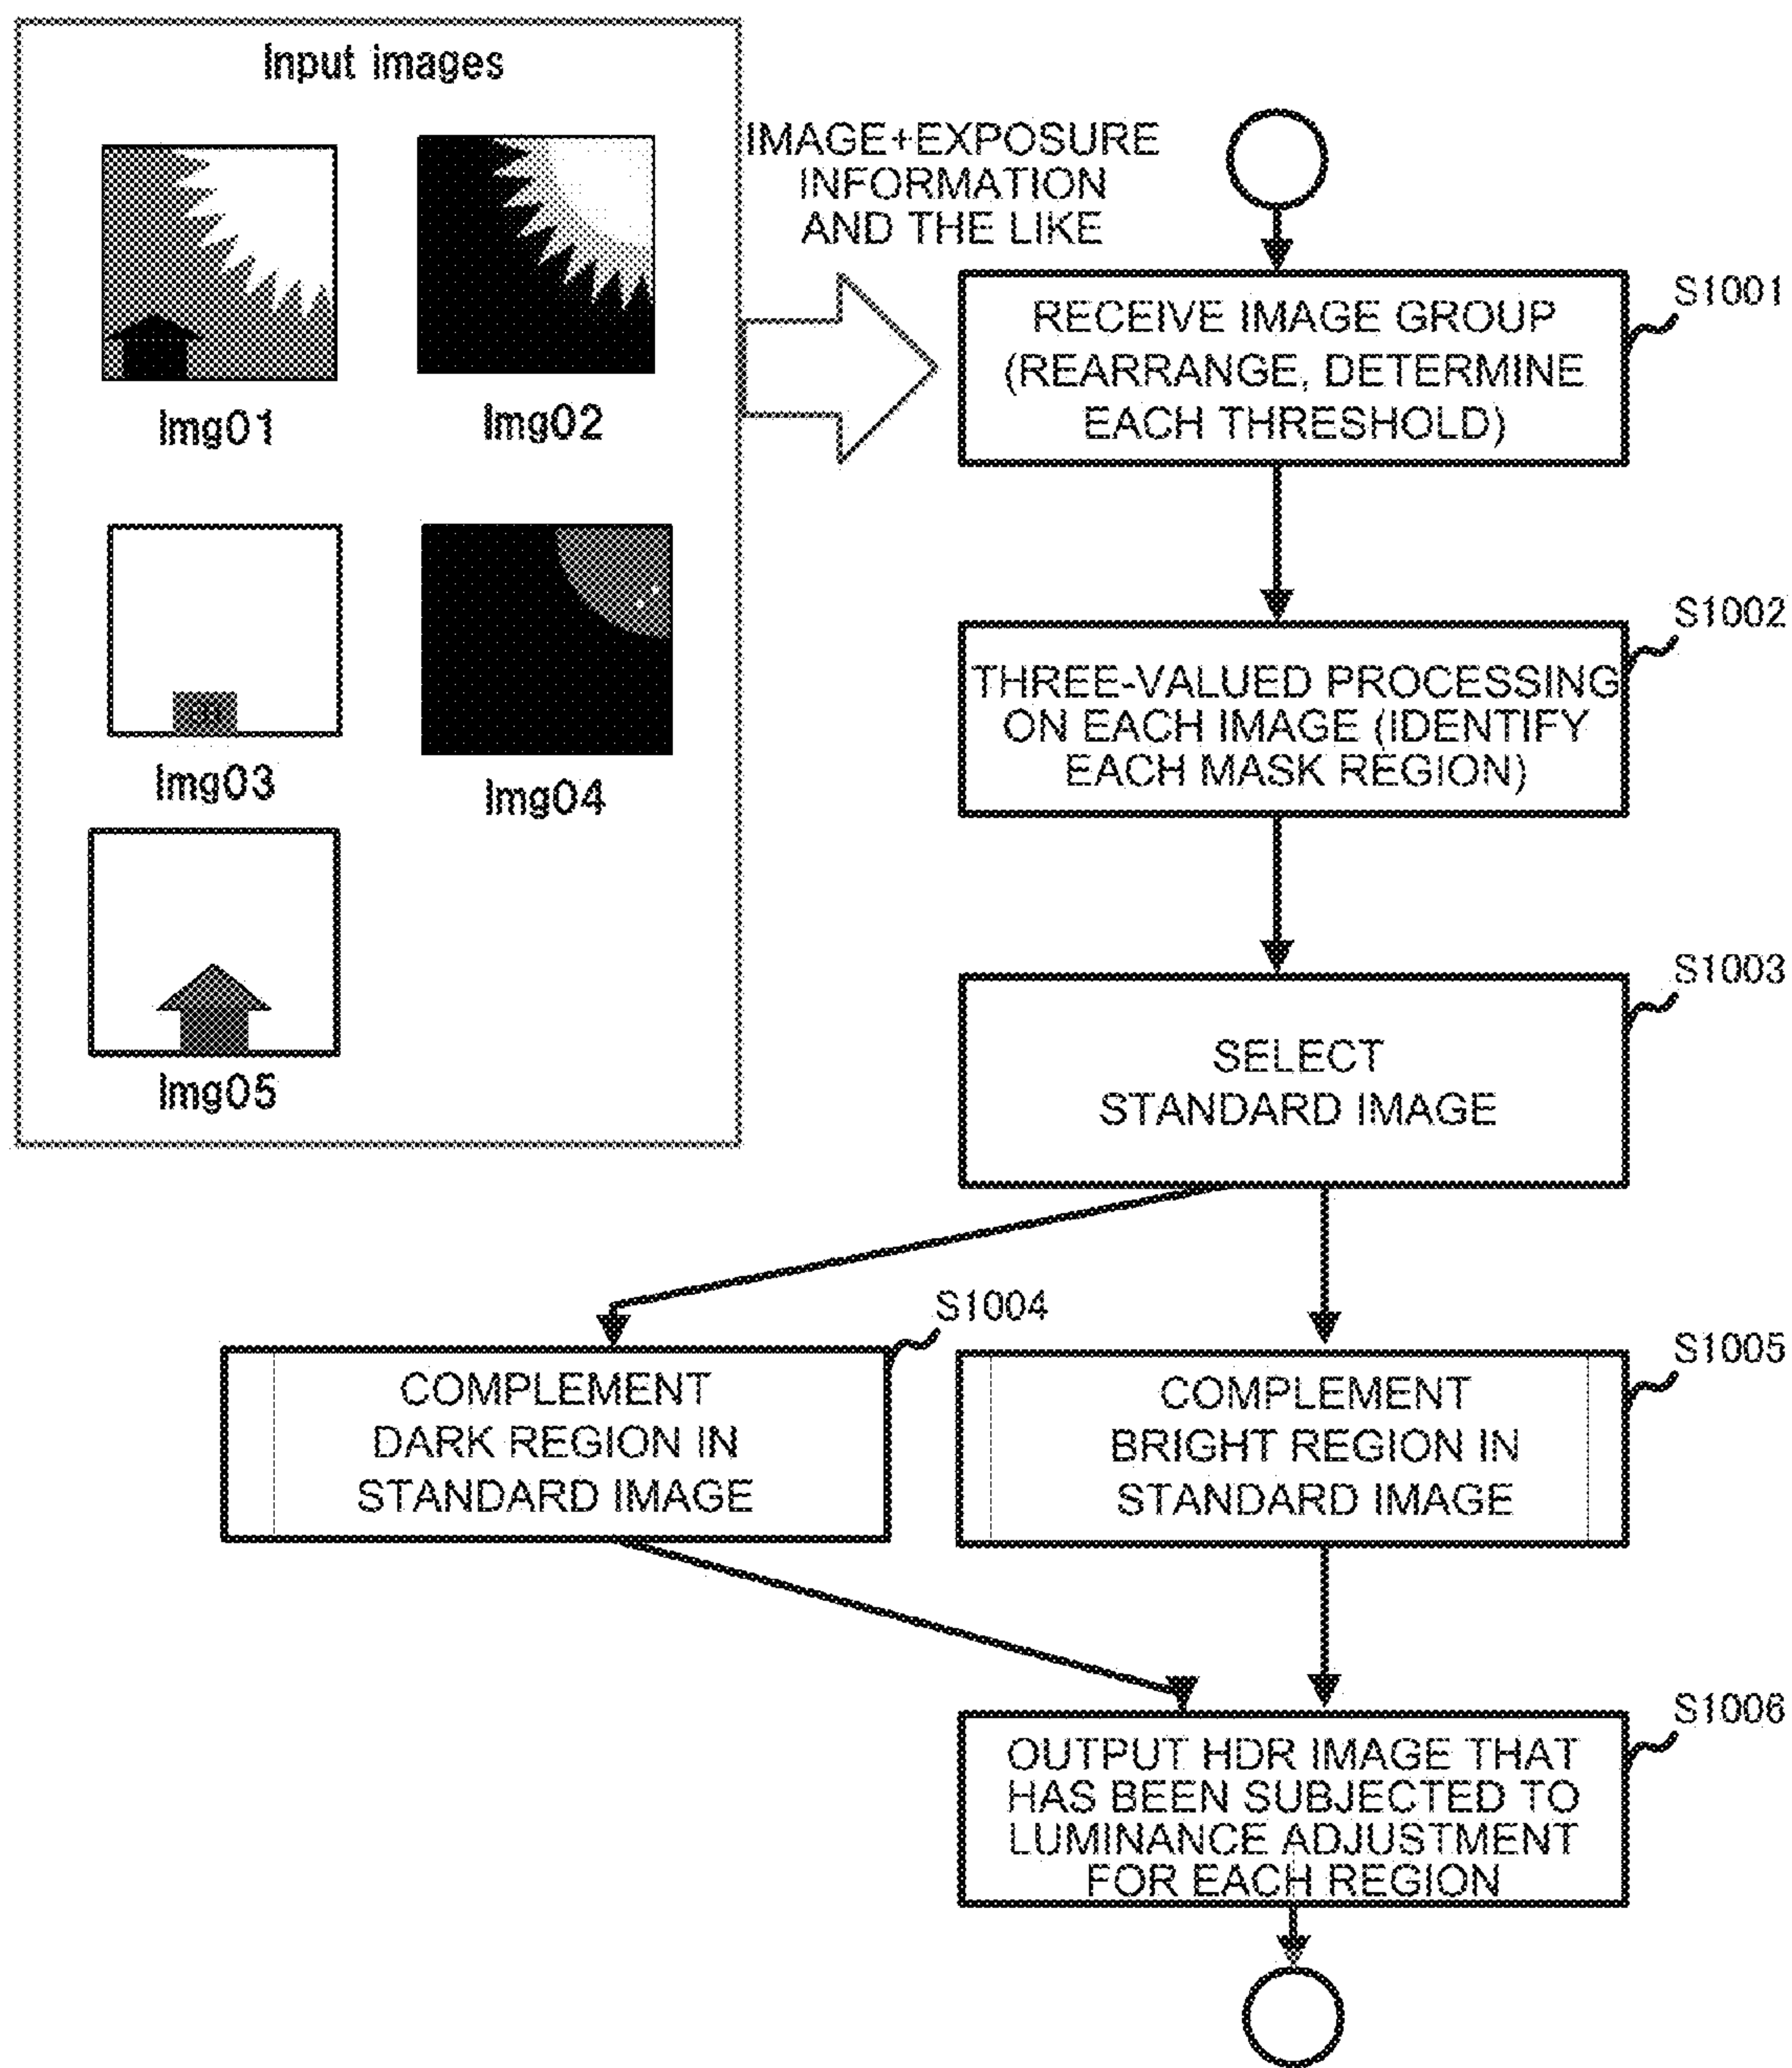 Input images
Img01
Img02
Img03
Img04
Img05
IMAGE+EXPOSURE
INFORMATION
AND THE LIKE
S1001
RECEIVE IMAGE GROUP
(REARRANGE, DETERMINE
EACH THRESHOLD)
S1002
THREE-VALUED PROCESSING
ON EACH IMAGE (IDENTIFY
EACH MASK REGION)
S1003
SELECT
STANDARD IMAGE
S1004
COMPLEMENT
DARK REGION IN
STANDARD IMAGE
S1005
COMPLEMENT
BRIGHT REGION IN
STANDARD IMAGE
S1006
OUTPUT HDR IMAGE THAT
HAS BEEN SUBJECTED TO
LUMINANCE ADJUSTMENT
FOR EACH REGION